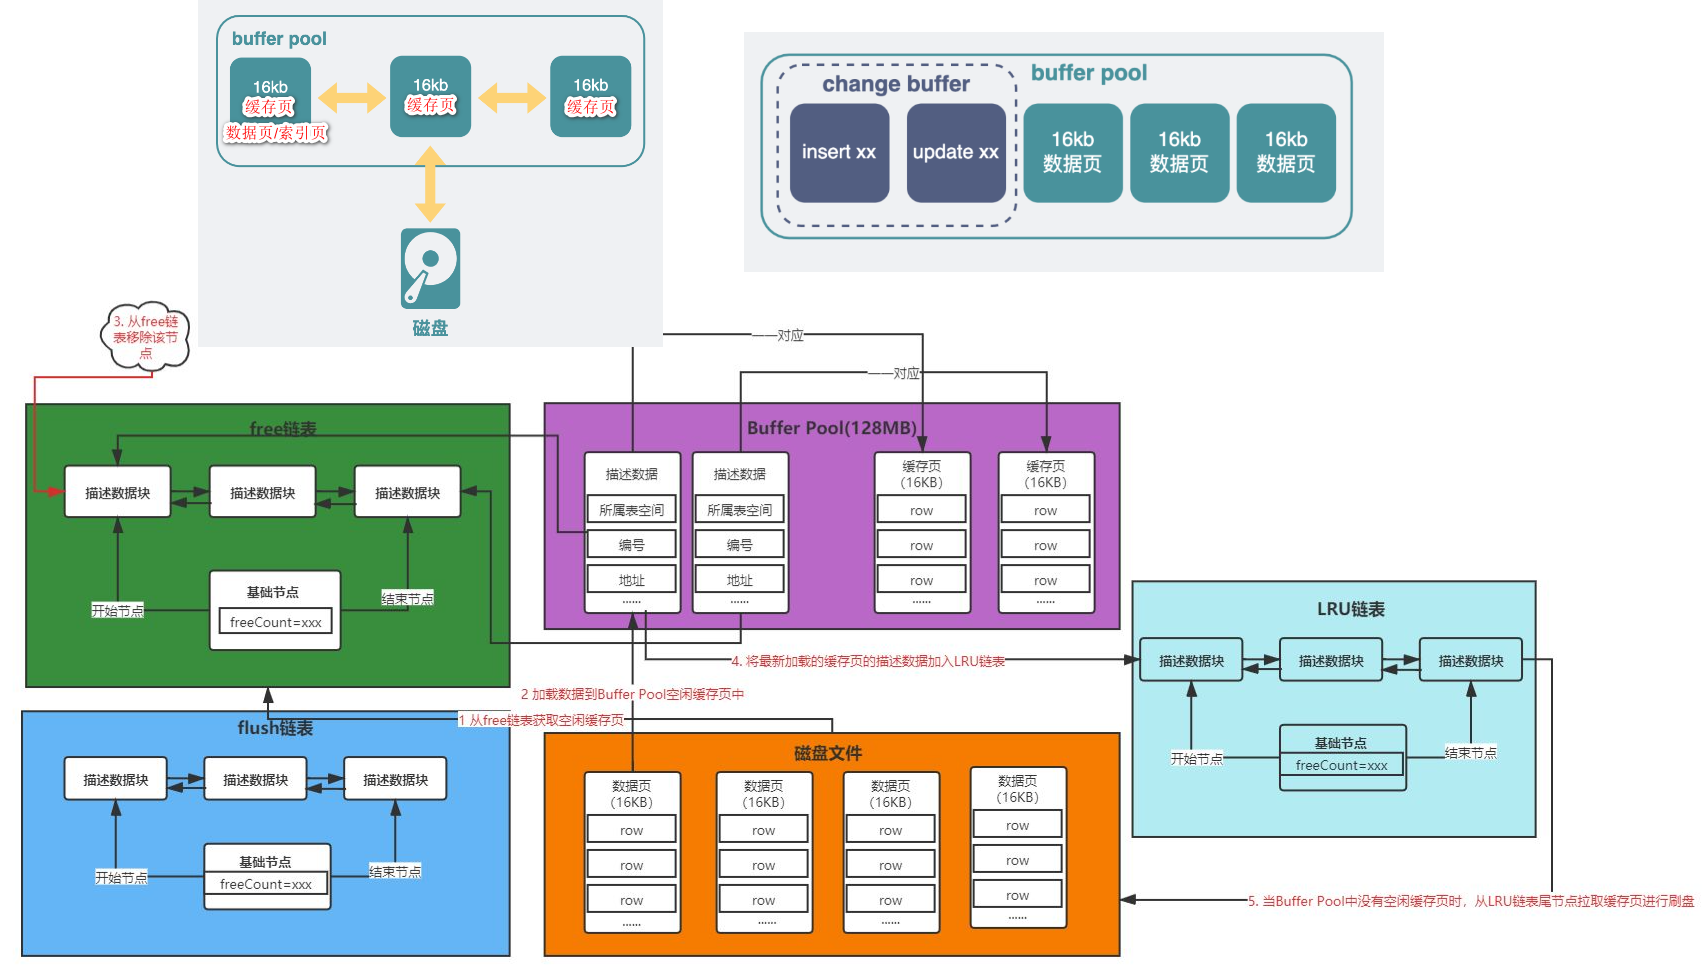 buffer pool
16kb
缓存页
数据页/索引页
16kb
缓存页
16kb
缓存页
磁盘
change buffer
buffer pool
insert xx
update xx
16kb
数据页
16kb
数据页
16kb
数据页
3. 从free链
表移除该节
点
一一对应
一一对应
free链表
描述数据块
描述数据块
描述数据块
基础节点
freeCount=xxx
开始节点
结束节点
Buffer Pool(128MB)
描述数据
所属表空间
编号
地址
......
描述数据
所属表空间
编号
地址
......
缓存页
(16KB)
row
row
row
......
缓存页
(16KB)
row
row
row
......
LRU链表
描述数据块
描述数据块
描述数据块
基础节点
freeCount=xxx
开始节点
结束节点
4. 将最新加载的缓存页的描述数据加入LRU链表
2 加载数据到Buffer Pool空闲缓存页中
1 从free链表获取空闲缓存页
flush链表
描述数据块
描述数据块
描述数据块
基础节点
freeCount=xxx
开始节点
结束节点
磁盘文件
数据页
(16KB)
row
row
row
......
数据页
(16KB)
row
row
row
......
数据页
(16KB)
row
row
row
......
数据页
(16KB)
row
row
row
......
5. 当Buffer Pool中没有空闲缓存页时，从LRU链表尾节点拉取缓存页进行刷盘